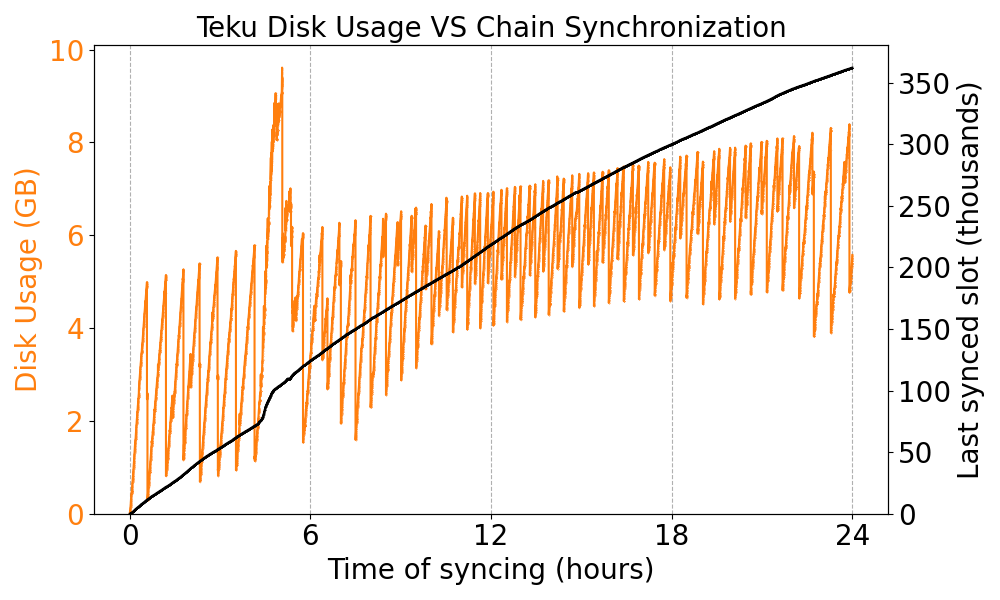 Teku Disk Usage VS Chain Synchronization
Disk Usage (GB)
10
8
6
4
2
0
350
300
250
200
150
100
50
0
Last synced slot (thousands)
0 6 12 18 24
Time of syncing (hours)